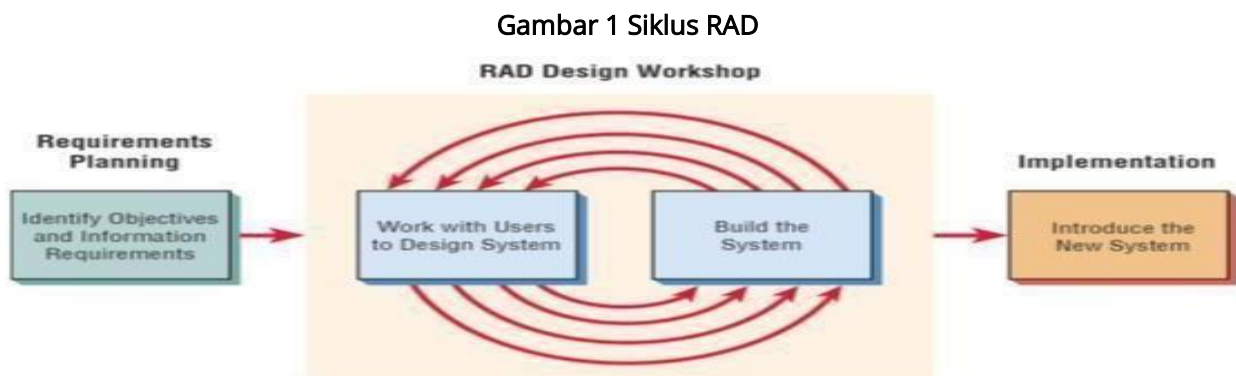 Gambar 1 Siklus RAD
RAD Design Workshop
Requirements
Planning
Identify Objectives
and Information
Requirements
Work with Users
to Design System
Build the
System
Implementation
Introduce the
New System